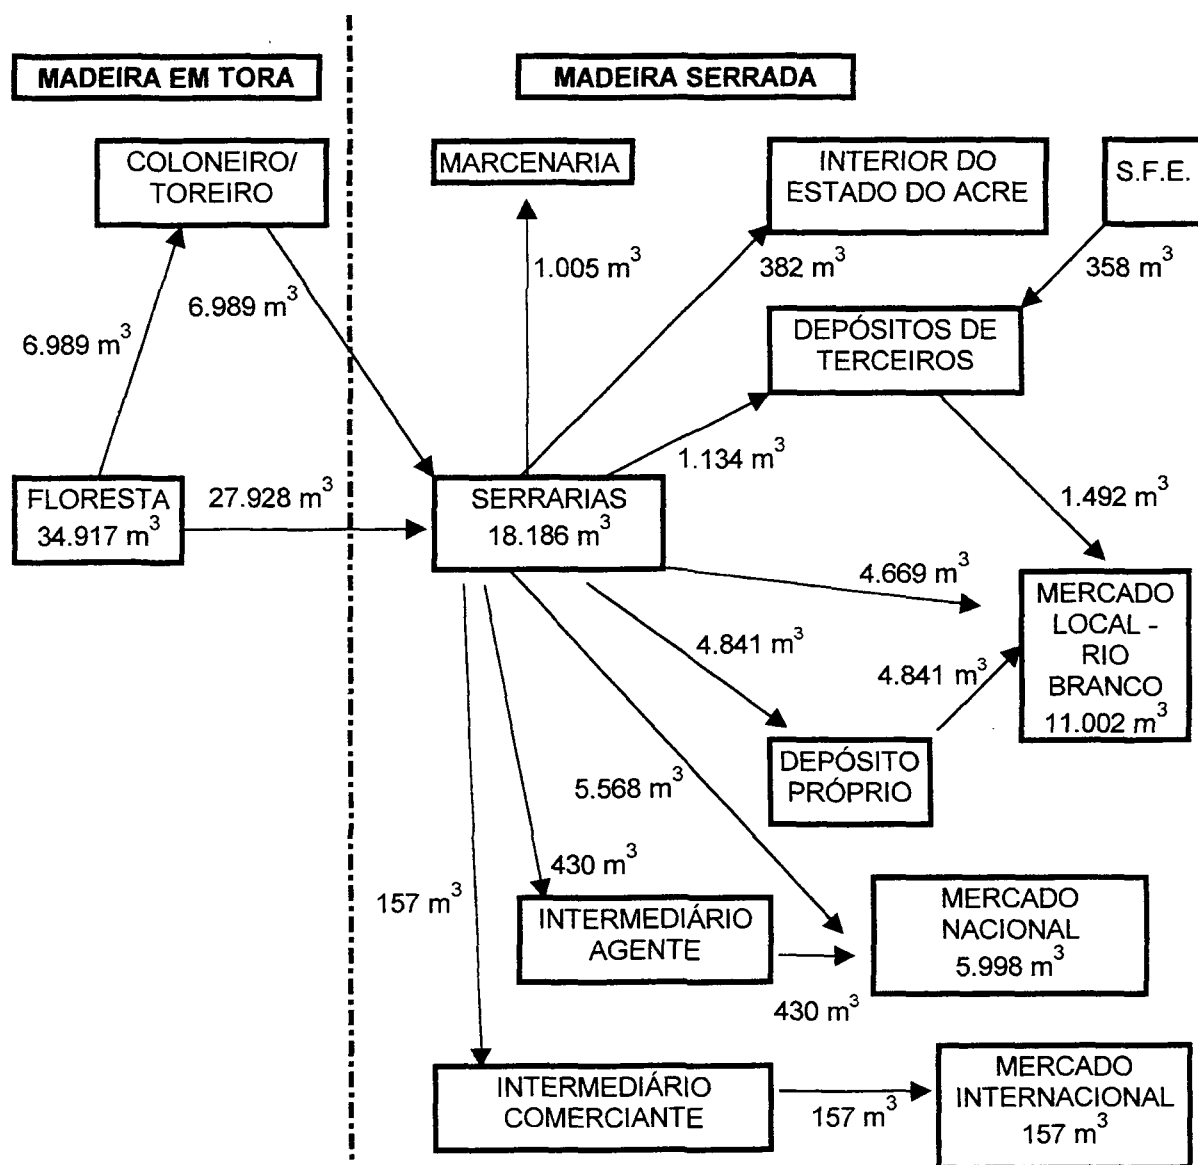 MADEIRA EM TORA
MADEIRA SERRADA
COLONEIRO/
TOREIRO
MARCENARIA
INTERIOR DO
ESTADO DO ACRE
S.F.E.
1.005 m³
382 m³
358 m³
6.989 m³
6.989 m³
DEPÓSITOS DE
TERCEIROS
1.134 m³
1.492 m³
FLORESTA
34.917 m³
27.928 m³
SERRARIAS
18.186 m³
4.669 m³
MERCADO
LOCAL -
RIO
BRANCO
11.002 m³
4.841 m³
4.841 m³
DEPÓSITO
PRÓPRIO
5.568 m³
430 m³
157 m³
INTERMEDIÁRIO
AGENTE
430 m³
MERCADO
NACIONAL
5.998 m³
INTERMEDIÁRIO
COMERCIANTE
157 m³
MERCADO
INTERNACIONAL
157 m³